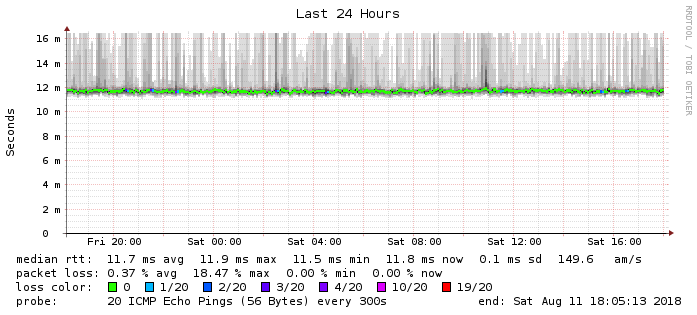 Last 24 Hours
RRDTOOL / TOBI OETIKER
Seconds
16 m
14 m
12 m
10 m
8 m
6 m
4 m
2 m
0
Fri 20:00 Sat 00:00 Sat 04:00 Sat 08:00 Sat 12:00 Sat 16:00
median rtt: 11.7 ms avg 11.9 ms max 11.5 ms min 11.8 ms now 0.1 ms sd 149.6 am/s
packet loss: 0.37 % avg 18.47 % max 0.00 % min 0.00 % now
loss color: 0 1/20 2/20 3/20 4/20 10/20 19/20
probe: 20 ICMP Echo Pings (56 Bytes) every 300s end: Sat Aug 11 18:05:13 2018